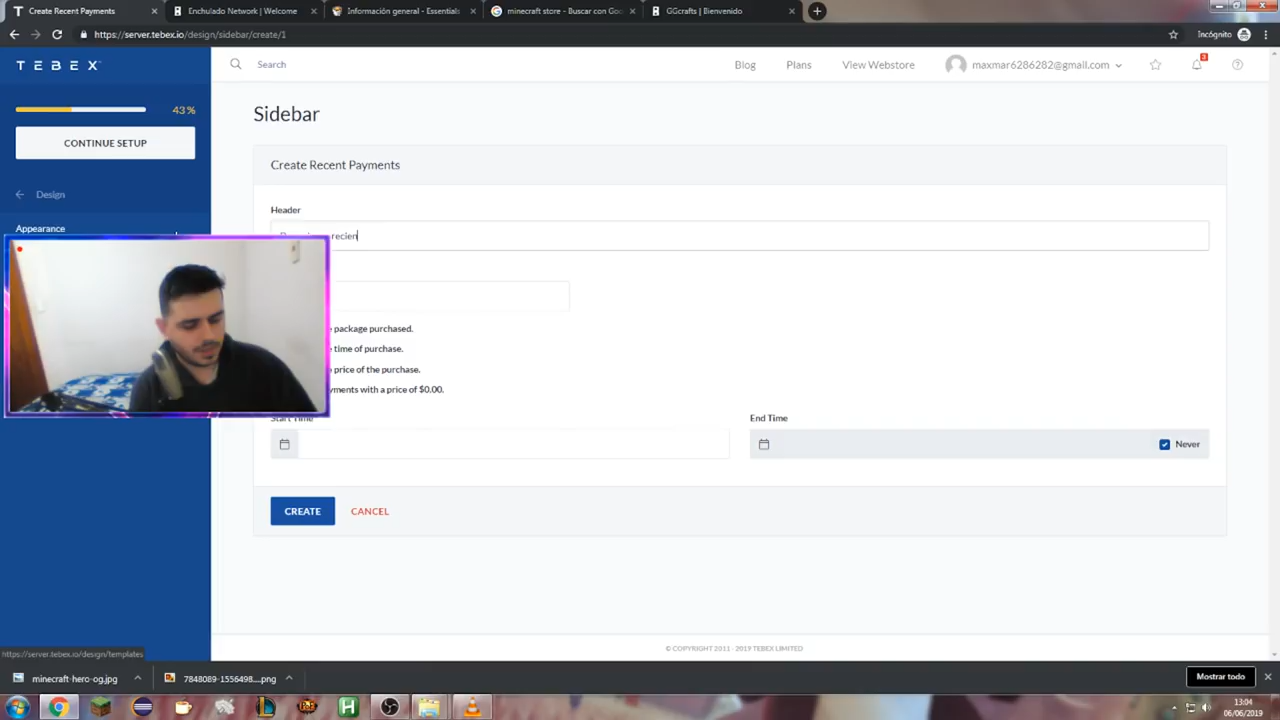 Create Recent Payments
Enchulado Network | Welcome
Información general - Essentials
minecraft store - Buscar con Goo
GGcrafts | Bienvenido
https://server.tebex.io/design/sidebar/create/1
Incógnito
TEBEX
Search
Blog
Plans
View Webstore
maxmar6286282@gmail.com
2
43%
CONTINUE SETUP
Design
Appearance
Sidebar
Create Recent Payments
Header
recien
package purchased.
time of purchase.
price of the purchase.
with a price of $0.00.
Start Time
End Time
Never
CREATE
CANCEL
© COPYRIGHT 2011 - 2019 TEBEX LIMITED
https://server.tebex.io/design/templates
minecraft-hero-og.jpg
7848089-1556498....png
Mostrar todo
13:04
06/06/2019